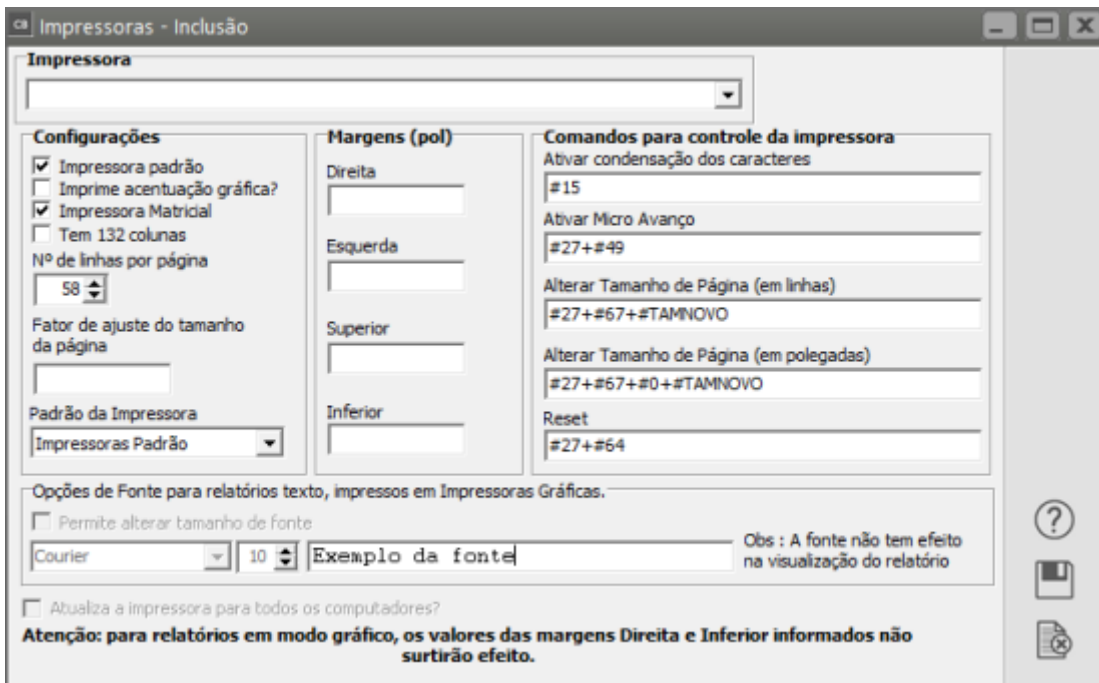 CB Impressoras - Inclusão
Impressora
Configurações
Impressora padrão
Imprime acentuação gráfica?
Impressora Matricial
Tem 132 colunas
Nº de linhas por página
58
Fator de ajuste do tamanho
da página
Padrão da Impressora
Impressoras Padrão
Margens (pol)
Direita
Esquerda
Superior
Inferior
Comandos para controle da impressora
Ativar condensação dos caracteres
#15
Ativar Micro Avanço
#27+#49
Alterar Tamanho de Página (em linhas)
#27+#67+#TAMNOVO
Alterar Tamanho de Página (em polegadas)
#27+#67+#0+#TAMNOVO
Reset
#27+#64
Opções de Fonte para relatórios texto, impressos em Impressoras Gráficas.
Permite alterar tamanho de fonte
Courier 10 Exemplo da fonte
Obs : A fonte não tem efeito
na visualização do relatório
Atualiza a impressora para todos os computadores?
Atenção: para relatórios em modo gráfico, os valores das margens Direita e Inferior informados não
surtirão efeito.